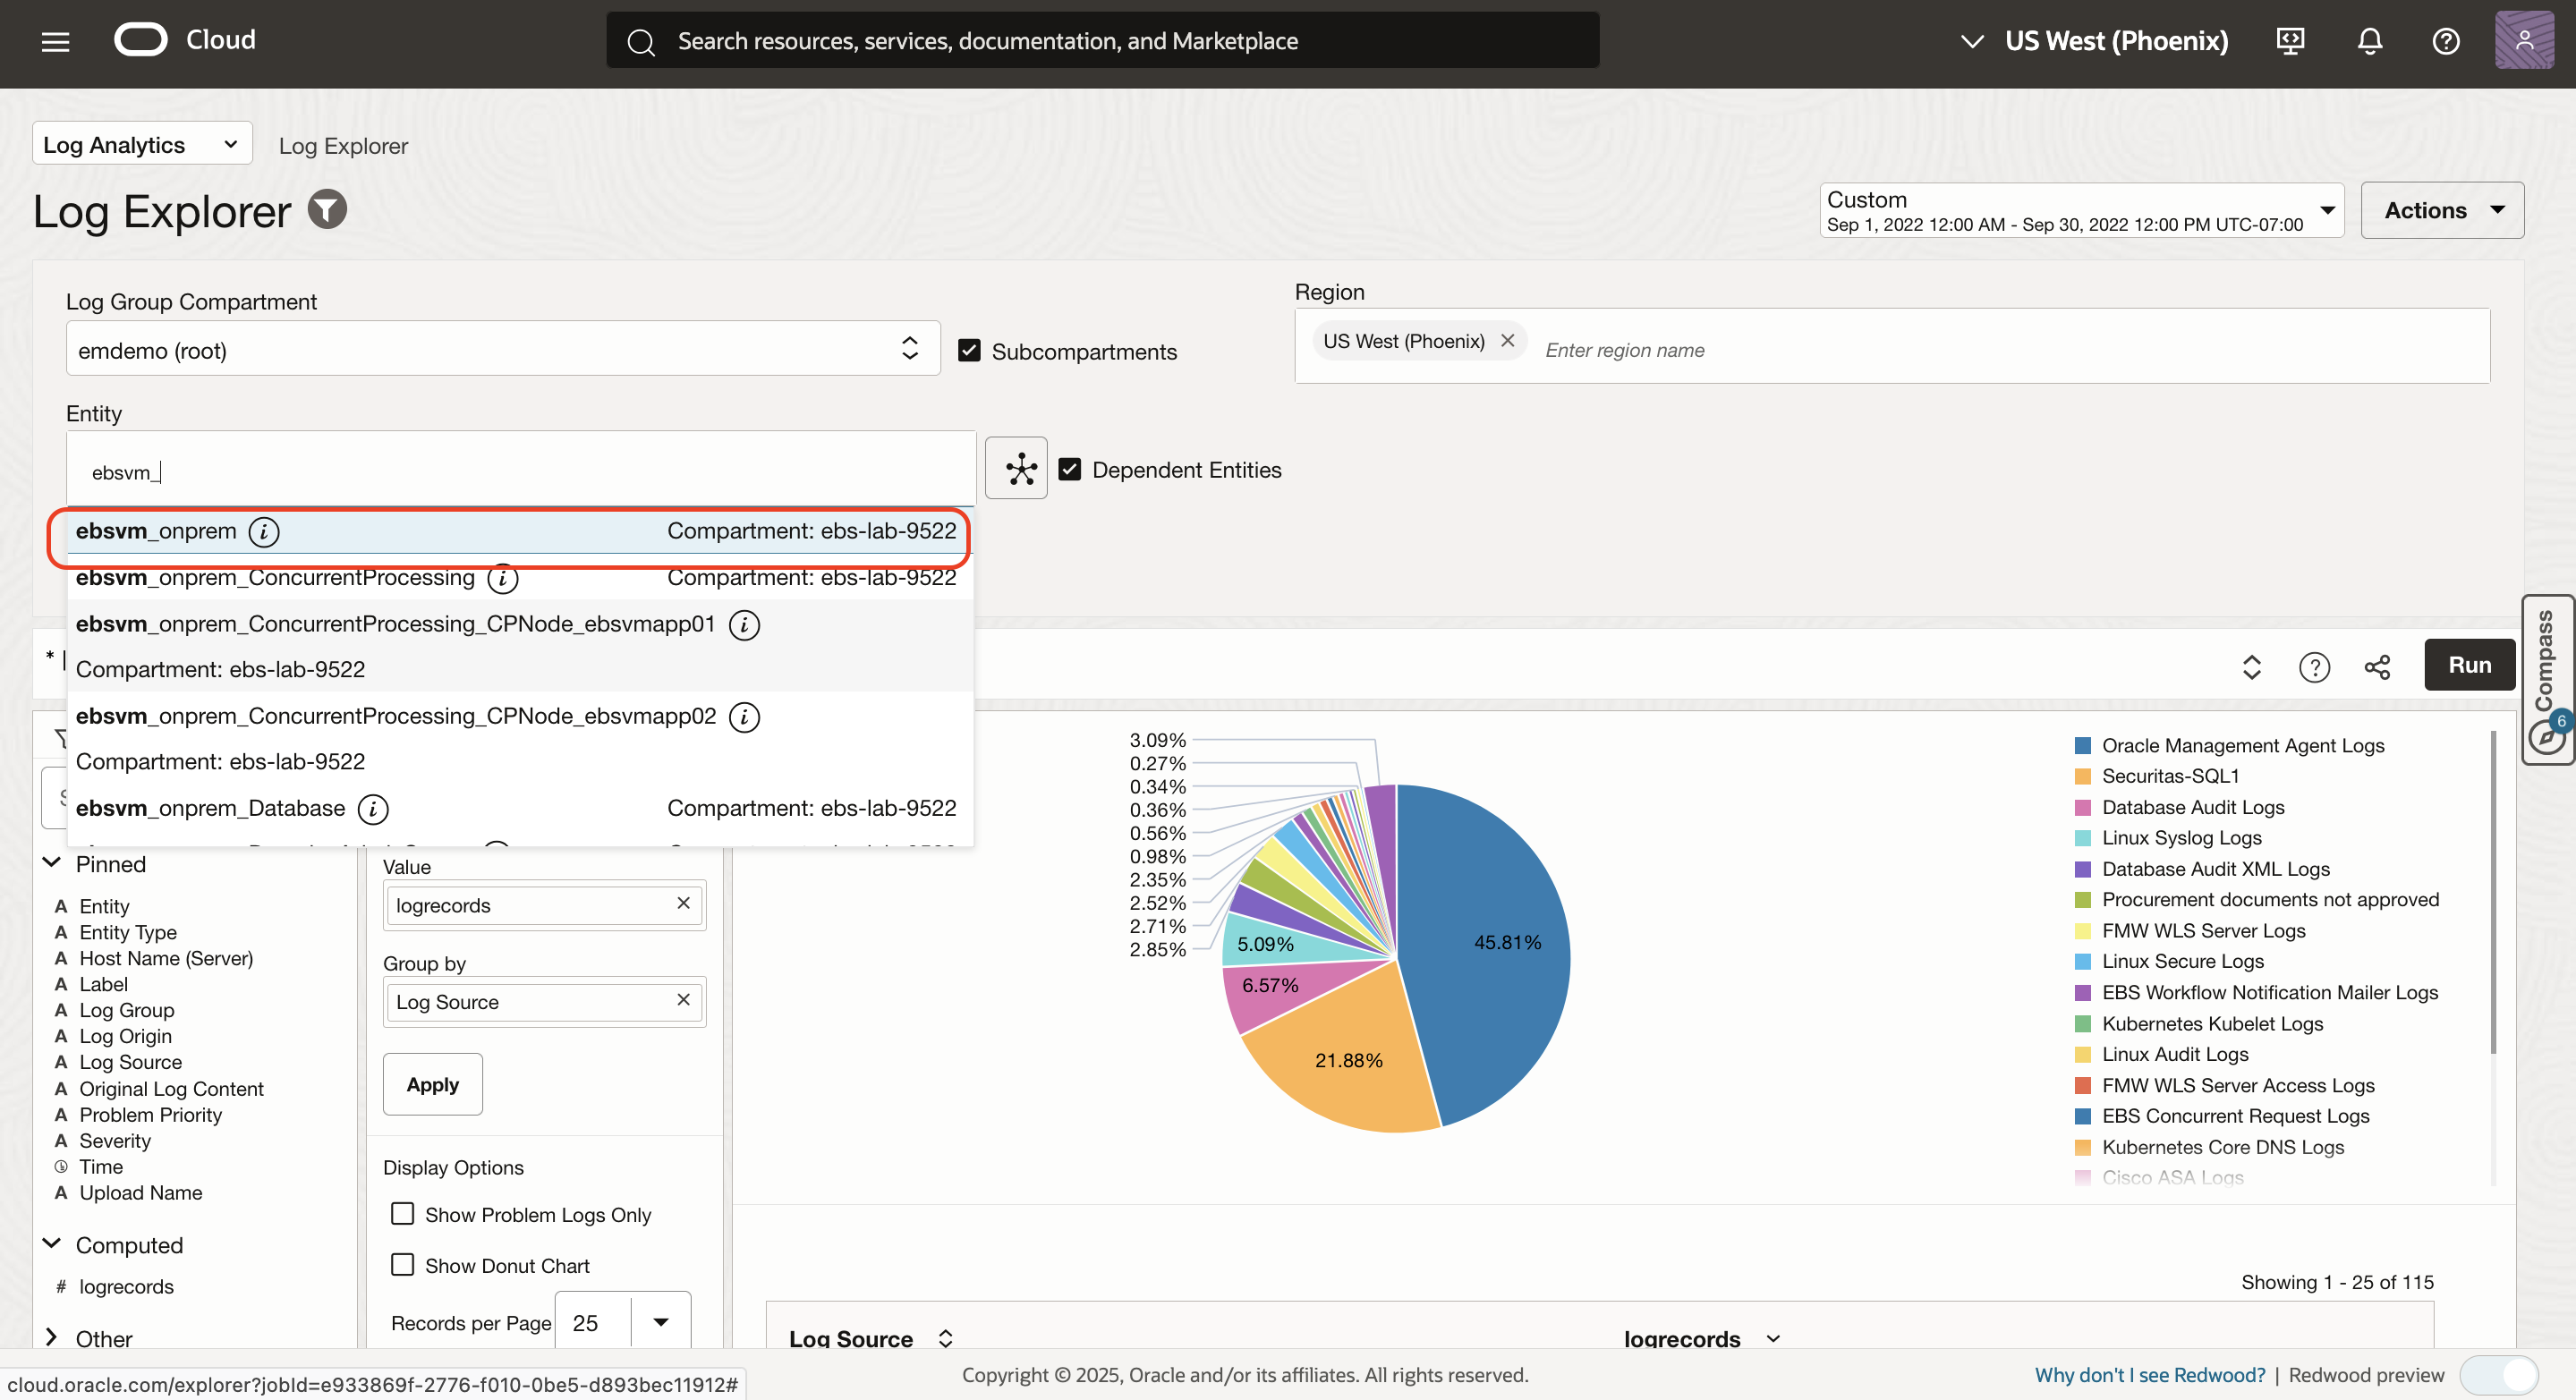 Cloud
Search resources, services, documentation, and Marketplace
US West (Phoenix)
Log Analytics
Log Explorer
Log Explorer
Custom
Sep 1, 2022 12:00 AM - Sep 30, 2022 12:00 PM UTC-07:00
Actions
Log Group Compartment
emdemo (root)
Subcompartments
Region
US West (Phoenix)
Enter region name
Entity
ebsvm_
Dependent Entities
ebsvm_onprem
Compartment: ebs-lab-9522
ebsvm_onprem_ConcurrentProcessing
Compartment: ebs-lab-9522
ebsvm_onprem_ConcurrentProcessing_CPNode_ebsvmapp01
Compartment: ebs-lab-9522
ebsvm_onprem_ConcurrentProcessing_CPNode_ebsvmapp02
Compartment: ebs-lab-9522
ebsvm_onprem_Database
Compartment: ebs-lab-9522
* |
Run
Compass
6
Pinned
Entity
Entity Type
Host Name (Server)
Label
Log Group
Log Origin
Log Source
Original Log Content
Problem Priority
Severity
Time
Upload Name
Computed
# logrecords
Other
Value
logrecords
Group by
Log Source
Apply
Display Options
Show Problem Logs Only
Show Donut Chart
Records per Page
25
3.09%
0.27%
0.34%
0.36%
0.56%
0.98%
2.35%
2.52%
2.71%
2.85%
5.09%
6.57%
21.88%
45.81%
Oracle Management Agent Logs
Securitas-SQL1
Database Audit Logs
Linux Syslog Logs
Database Audit XML Logs
Procurement documents not approved
FMW WLS Server Logs
Linux Secure Logs
EBS Workflow Notification Mailer Logs
Kubernetes Kubelet Logs
Linux Audit Logs
FMW WLS Server Access Logs
EBS Concurrent Request Logs
Kubernetes Core DNS Logs
Cisco ASA Logs
Showing 1 - 25 of 115
Log Source
logrecords
cloud.oracle.com/explorer?jobId=e933869f-2776-f010-0be5-d893bec11912#
Copyright © 2025, Oracle and/or its affiliates. All rights reserved.
Why don't I see Redwood? | Redwood preview